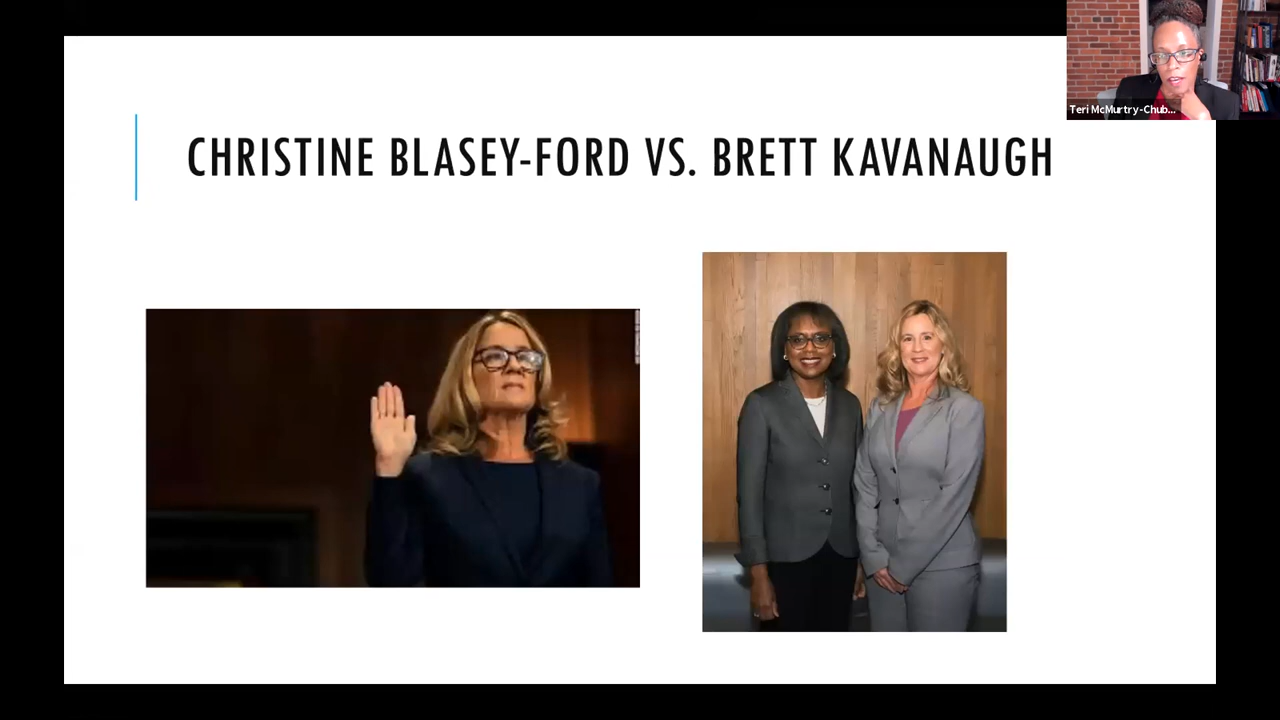 Teri McMurtry-Chub...
CHRISTINE BLASEY-FORD VS. BRETT KAVANAUGH